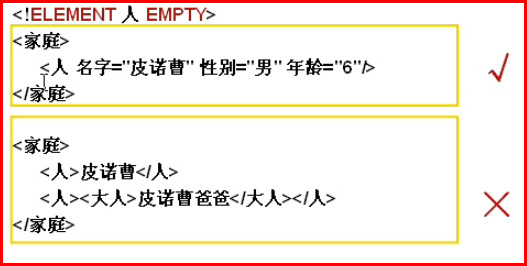 <!ELEMENT 人 EMPTY>
<家庭>
<人 名字="皮诺曹" 性别="男" 年龄="6"/>
</家庭>
<家庭>
<人>皮诺曹</人>
<人><大人>皮诺曹爸爸</大人></人>
</家庭>